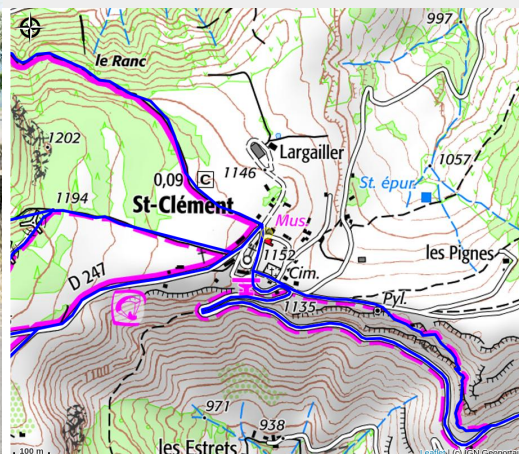 997
le Ranc
1202
Largailler
0,09 C
1146
1057
St. épur.
1194
St-Clément
Mus.
les Pignes
1152
Cim.
D 247
1135
Pyl.
971
938
les Estrets
100 m
Leaflet | (c) IGN Geoportail